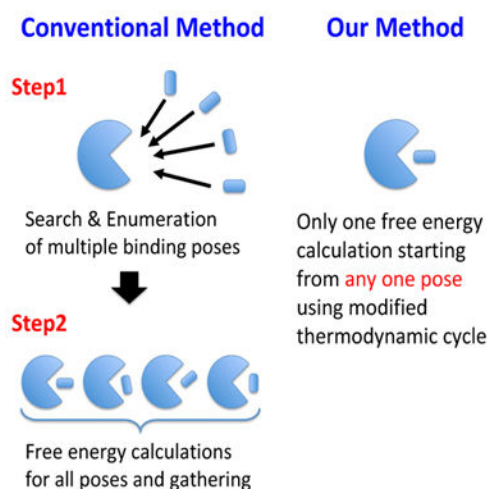 Conventional Method
Step1
Search & Enumeration
of multiple binding poses
Step2
Free energy calculations
for all poses and gathering
Our Method
Only one free energy
calculation starting
from any one pose
using modified
thermodynamic cycle